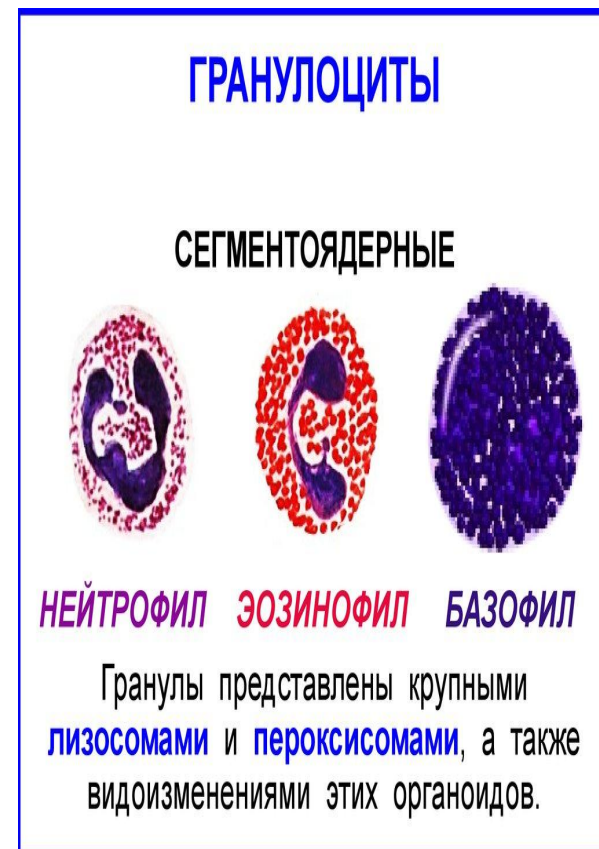 ГРАНУЛОЦИТЫ
СЕГМЕНТОЯДЕРНЫЕ
НЕЙТРОФИЛ ЭОЗИНОФИЛ БАЗОФИЛ
Гранулы представлены крупными
лизосомами и пероксисомами, а также
видоизменениями этих органоидов.